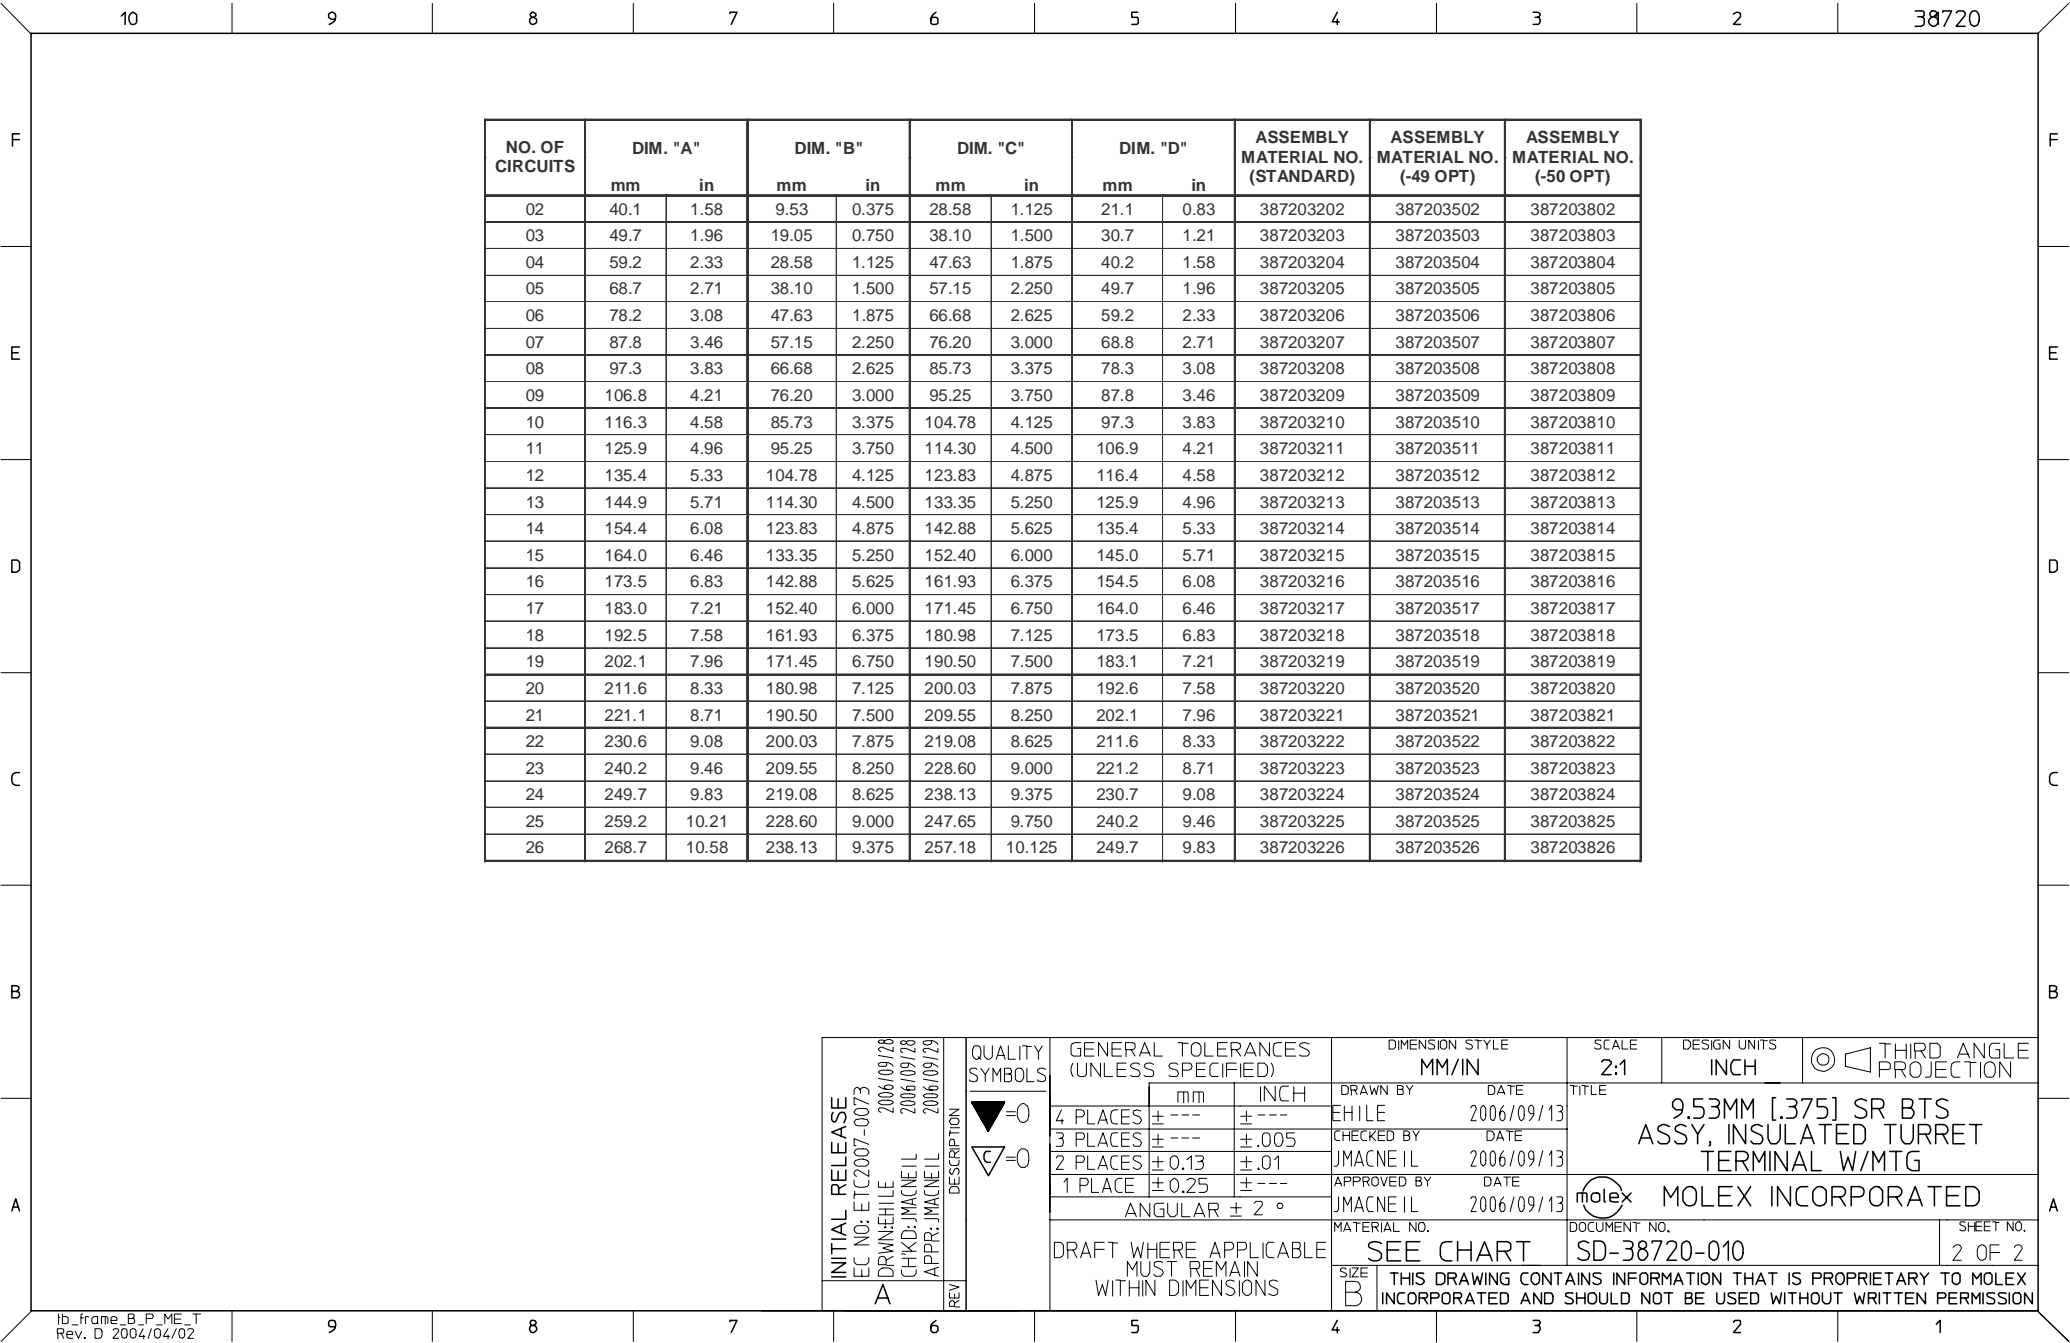 10 9 8 7 6 5 4 3 2 1
38720
F F
E E
D D
C C
B B
A A
NO. OF CIRCUITS DIM. "A" DIM. "B" DIM. "C" DIM. "D" ASSEMBLY MATERIAL NO. (STANDARD) ASSEMBLY MATERIAL NO. (-49 OPT) ASSEMBLY MATERIAL NO. (-50 OPT)
mm in mm in mm in mm in
02 40.1 1.58 9.53 0.375 28.58 1.125 21.1 0.83 387203202 387203502 387203802
03 49.7 1.96 19.05 0.750 38.10 1.500 30.7 1.21 387203203 387203503 387203803
04 59.2 2.33 28.58 1.125 47.63 1.875 40.2 1.58 387203204 387203504 387203804
05 68.7 2.71 38.10 1.500 57.15 2.250 49.7 1.96 387203205 387203505 387203805
06 78.2 3.08 47.63 1.875 66.68 2.625 59.2 2.33 387203206 387203506 387203806
07 87.8 3.46 57.15 2.250 76.20 3.000 68.8 2.71 387203207 387203507 387203807
08 97.3 3.83 66.68 2.625 85.73 3.375 78.3 3.08 387203208 387203508 387203808
09 106.8 4.21 76.20 3.000 95.25 3.750 87.8 3.46 387203209 387203509 387203809
10 116.3 4.58 85.73 3.375 104.78 4.125 97.3 3.83 387203210 387203510 387203810
11 125.9 4.96 95.25 3.750 114.30 4.500 106.9 4.21 387203211 387203511 387203811
12 135.4 5.33 104.78 4.125 123.83 4.875 116.4 4.58 387203212 387203512 387203812
13 144.9 5.71 114.30 4.500 133.35 5.250 125.9 4.96 387203213 387203513 387203813
14 154.4 6.08 123.83 4.875 142.88 5.625 135.4 5.33 387203214 387203514 387203814
15 164.0 6.46 133.35 5.250 152.40 6.000 145.0 5.71 387203215 387203515 387203815
16 173.5 6.83 142.88 5.625 161.93 6.375 154.5 6.08 387203216 387203516 387203816
17 183.0 7.21 152.40 6.000 171.45 6.750 164.0 6.46 387203217 387203517 387203817
18 192.5 7.58 161.93 6.375 180.98 7.125 173.5 6.83 387203218 387203518 387203818
19 202.1 7.96 171.45 6.750 190.50 7.500 183.1 7.21 387203219 387203519 387203819
20 211.6 8.33 180.98 7.125 200.03 7.875 192.6 7.58 387203220 387203520 387203820
21 221.1 8.71 190.50 7.500 209.55 8.250 202.1 7.96 387203221 387203521 387203821
22 230.6 9.08 200.03 7.875 219.08 8.625 211.6 8.33 387203222 387203522 387203822
23 240.2 9.46 209.55 8.250 228.60 9.000 221.2 8.71 387203223 387203523 387203823
24 249.7 9.83 219.08 8.625 238.13 9.375 230.7 9.08 387203224 387203524 387203824
25 259.2 10.21 228.60 9.000 247.65 9.750 240.2 9.46 387203225 387203525 387203825
26 268.7 10.58 238.13 9.375 257.18 10.125 249.7 9.83 387203226 387203526 387203826
INITIAL RELEASE
EC NO: ETC2007-0073
DRWN:EHILE 2006/09/28
CH'KD:JMACNEIL 2006/09/28
APPR:JMACNEIL 2006/09/29
A
REV DESCRIPTION
QUALITY SYMBOLS
=0
C =0
GENERAL TOLERANCES
(UNLESS SPECIFIED)
mm INCH
4 PLACES ± --- ± ---
3 PLACES ± --- ± .005
2 PLACES ± 0.13 ± .01
1 PLACE ± 0.25 ± ---
ANGULAR ± 2 °
DRAFT WHERE APPLICABLE
MUST REMAIN
WITHIN DIMENSIONS
DIMENSION STYLE
MM/IN
SCALE
2:1
DESIGN UNITS
INCH
THIRD ANGLE
PROJECTION
DRAWN BY DATE
EHILE 2006/09/13
CHECKED BY DATE
JMACNEIL 2006/09/13
APPROVED BY DATE
JMACNEIL 2006/09/13
TITLE
9.53MM [.375] SR BTS
ASSY, INSULATED TURRET
TERMINAL W/MTG
molex MOLEX INCORPORATED
MATERIAL NO.
SEE CHART
DOCUMENT NO.
SD-38720-010
SHEET NO.
2 OF 2
SIZE
B
THIS DRAWING CONTAINS INFORMATION THAT IS PROPRIETARY TO MOLEX
INCORPORATED AND SHOULD NOT BE USED WITHOUT WRITTEN PERMISSION
tb_frame_B_P_ME_T
Rev. D 2004/04/02
9 8 7 6 5 4 3 2 1